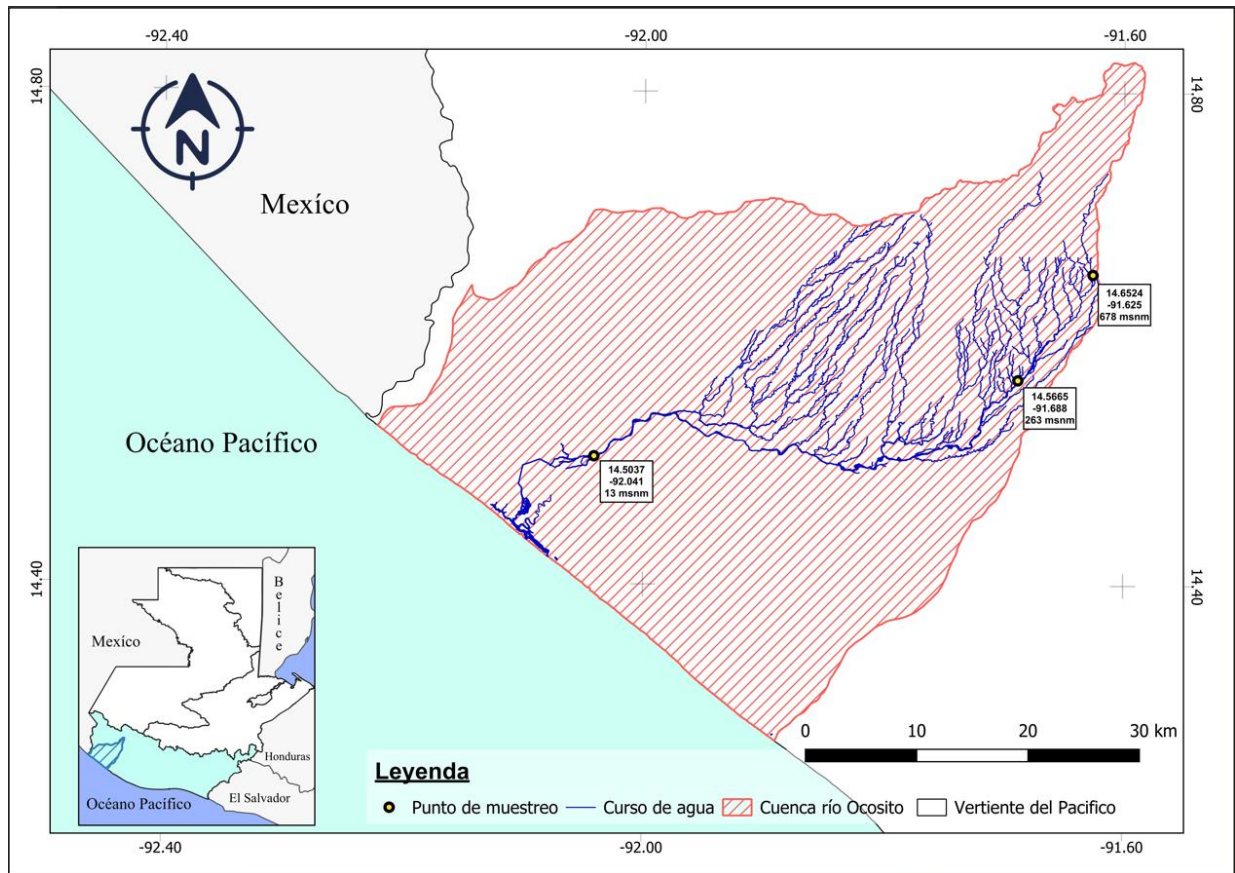 -92.40
-92.00
-91.60
14.80
14.80
N
Mexíco
14.6524
-91.625
678 msnm
14.5665
-91.688
263 msnm
Océano Pacífico
14.5037
-92.041
13 msnm
14.40
14.40
Belice
Mexico
Honduras
El Salvador
Océano Pacífico
0 10 20 30 km
Leyenda
Punto de muestreo Curso de agua Cuenca río Ocosito Vertiente del Pacifico
-92.40
-92.00
-91.60